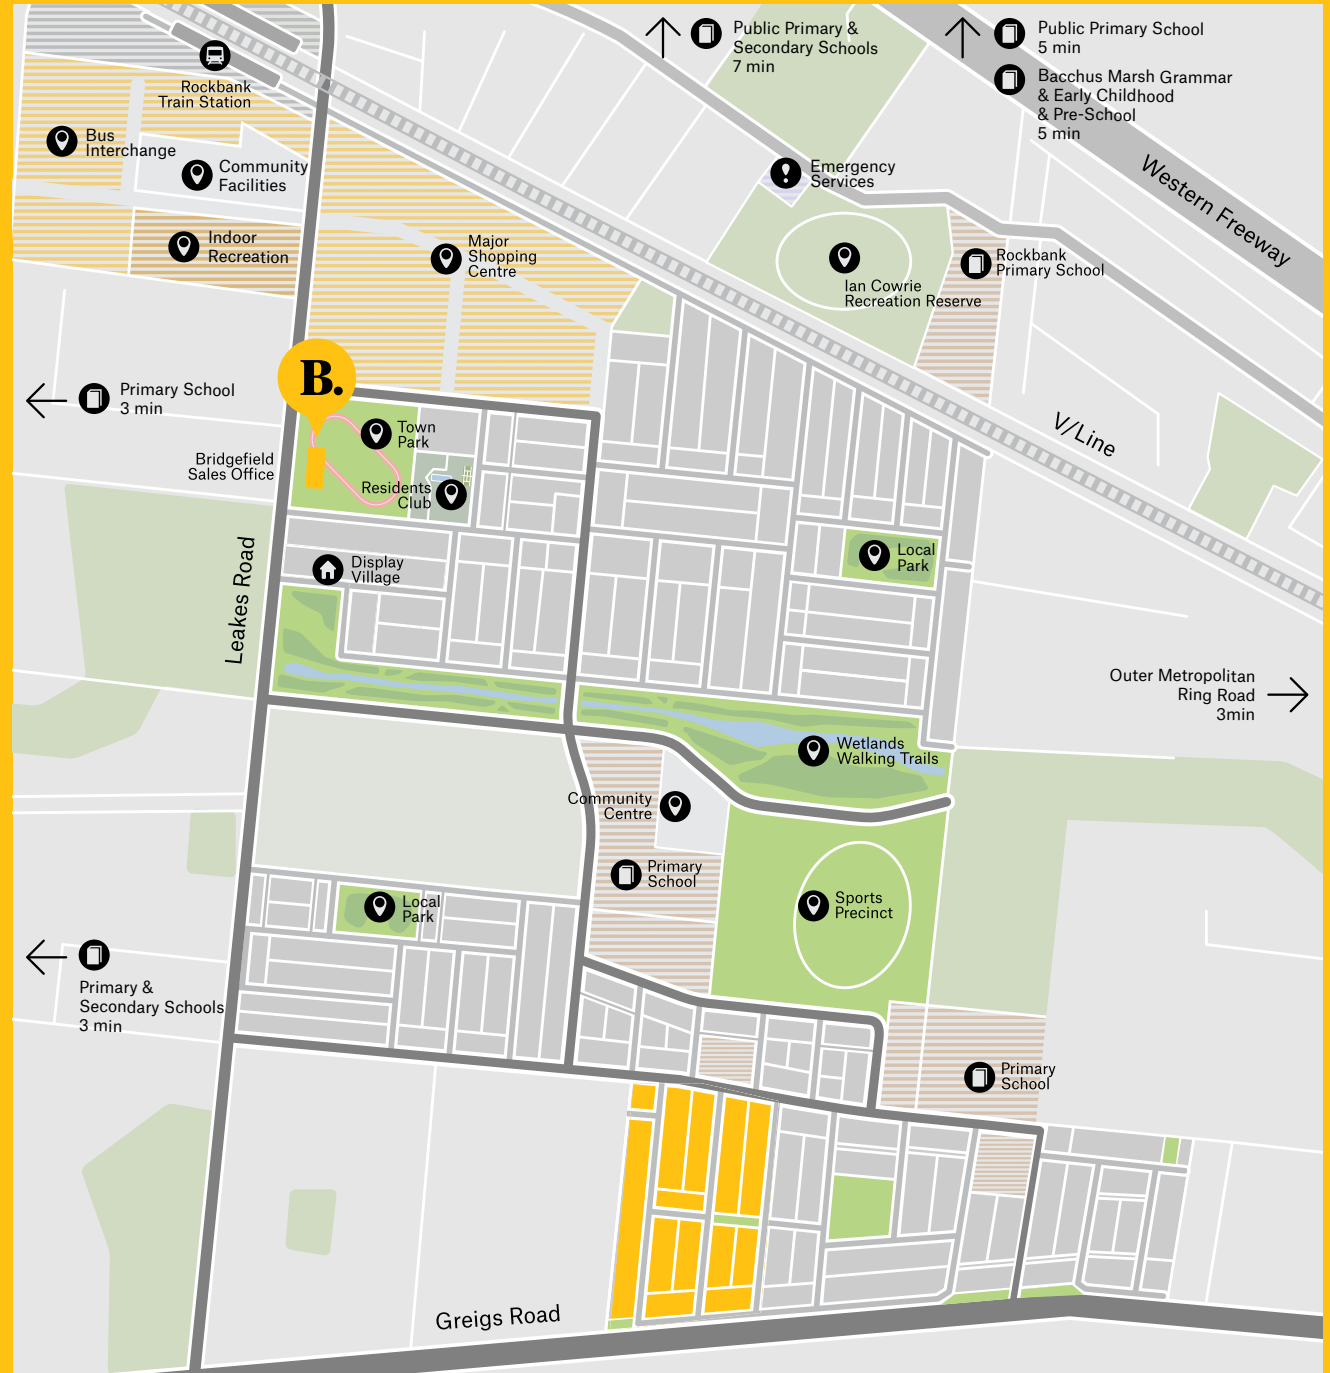 Public Primary &
Secondary Schools
7 min
Public Primary School
5 min
Bacchus Marsh Grammar
& Early Childhood
& Pre-School
5 min
Rockbank
Train Station
Bus
Interchange
Community
Facilities
Indoor
Recreation
Major
Shopping
Centre
Emergency
Services
Western Freeway
Ian Cowrie
Recreation Reserve
Rockbank
Primary School
B.
Primary School
3 min
Town
Park
V/Line
Bridgefield
Sales Office
Residents
Club
Display
Village
Leakes Road
Local
Park
Outer Metropolitan
Ring Road
3min
Wetlands
Walking Trails
Community
Centre
Primary
School
Sports
Precinct
Local
Park
Primary &
Secondary Schools
3 min
Primary
School
Greigs Road